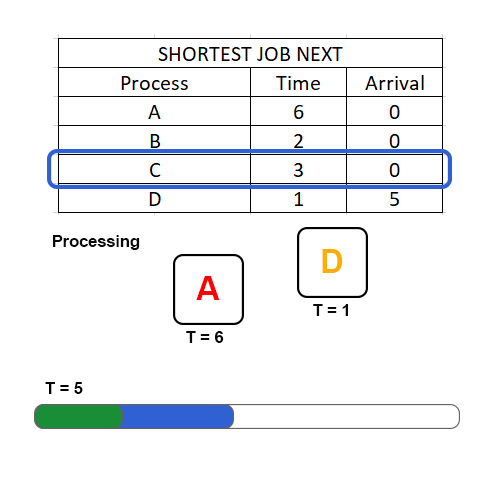 SHORTEST JOB NEXT
Process Time Arrival
A 6 0
B 2 0
C 3 0
D 1 5
Processing
A
D
T = 6
T = 1
T = 5